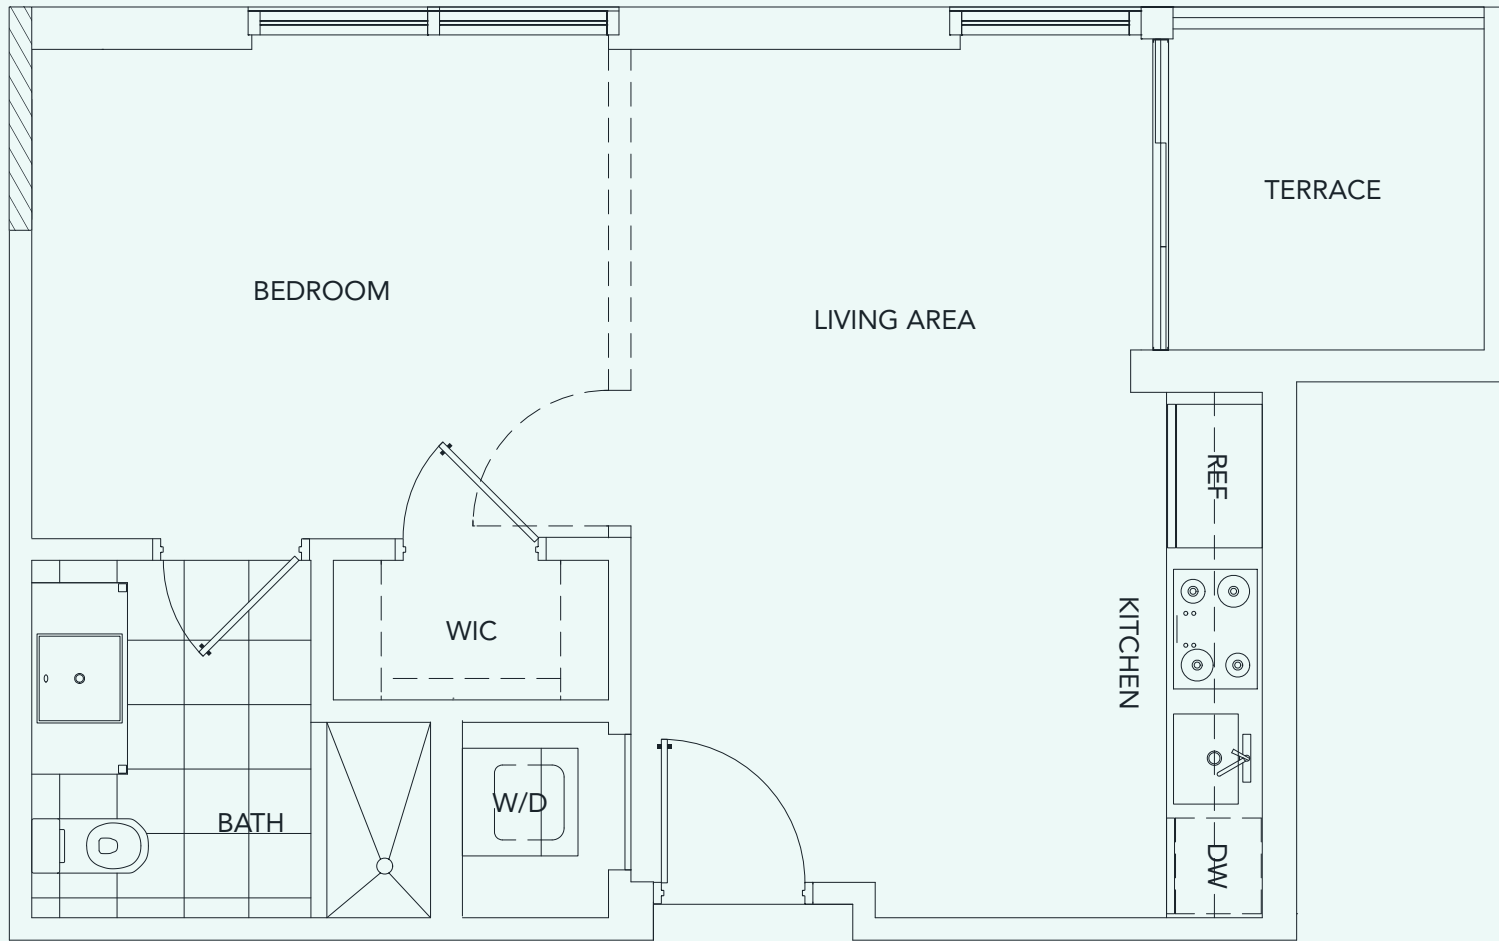 TERRACE
BEDROOM
LIVING AREA
REF
KITCHEN
WIC
W/D
BATH
DW